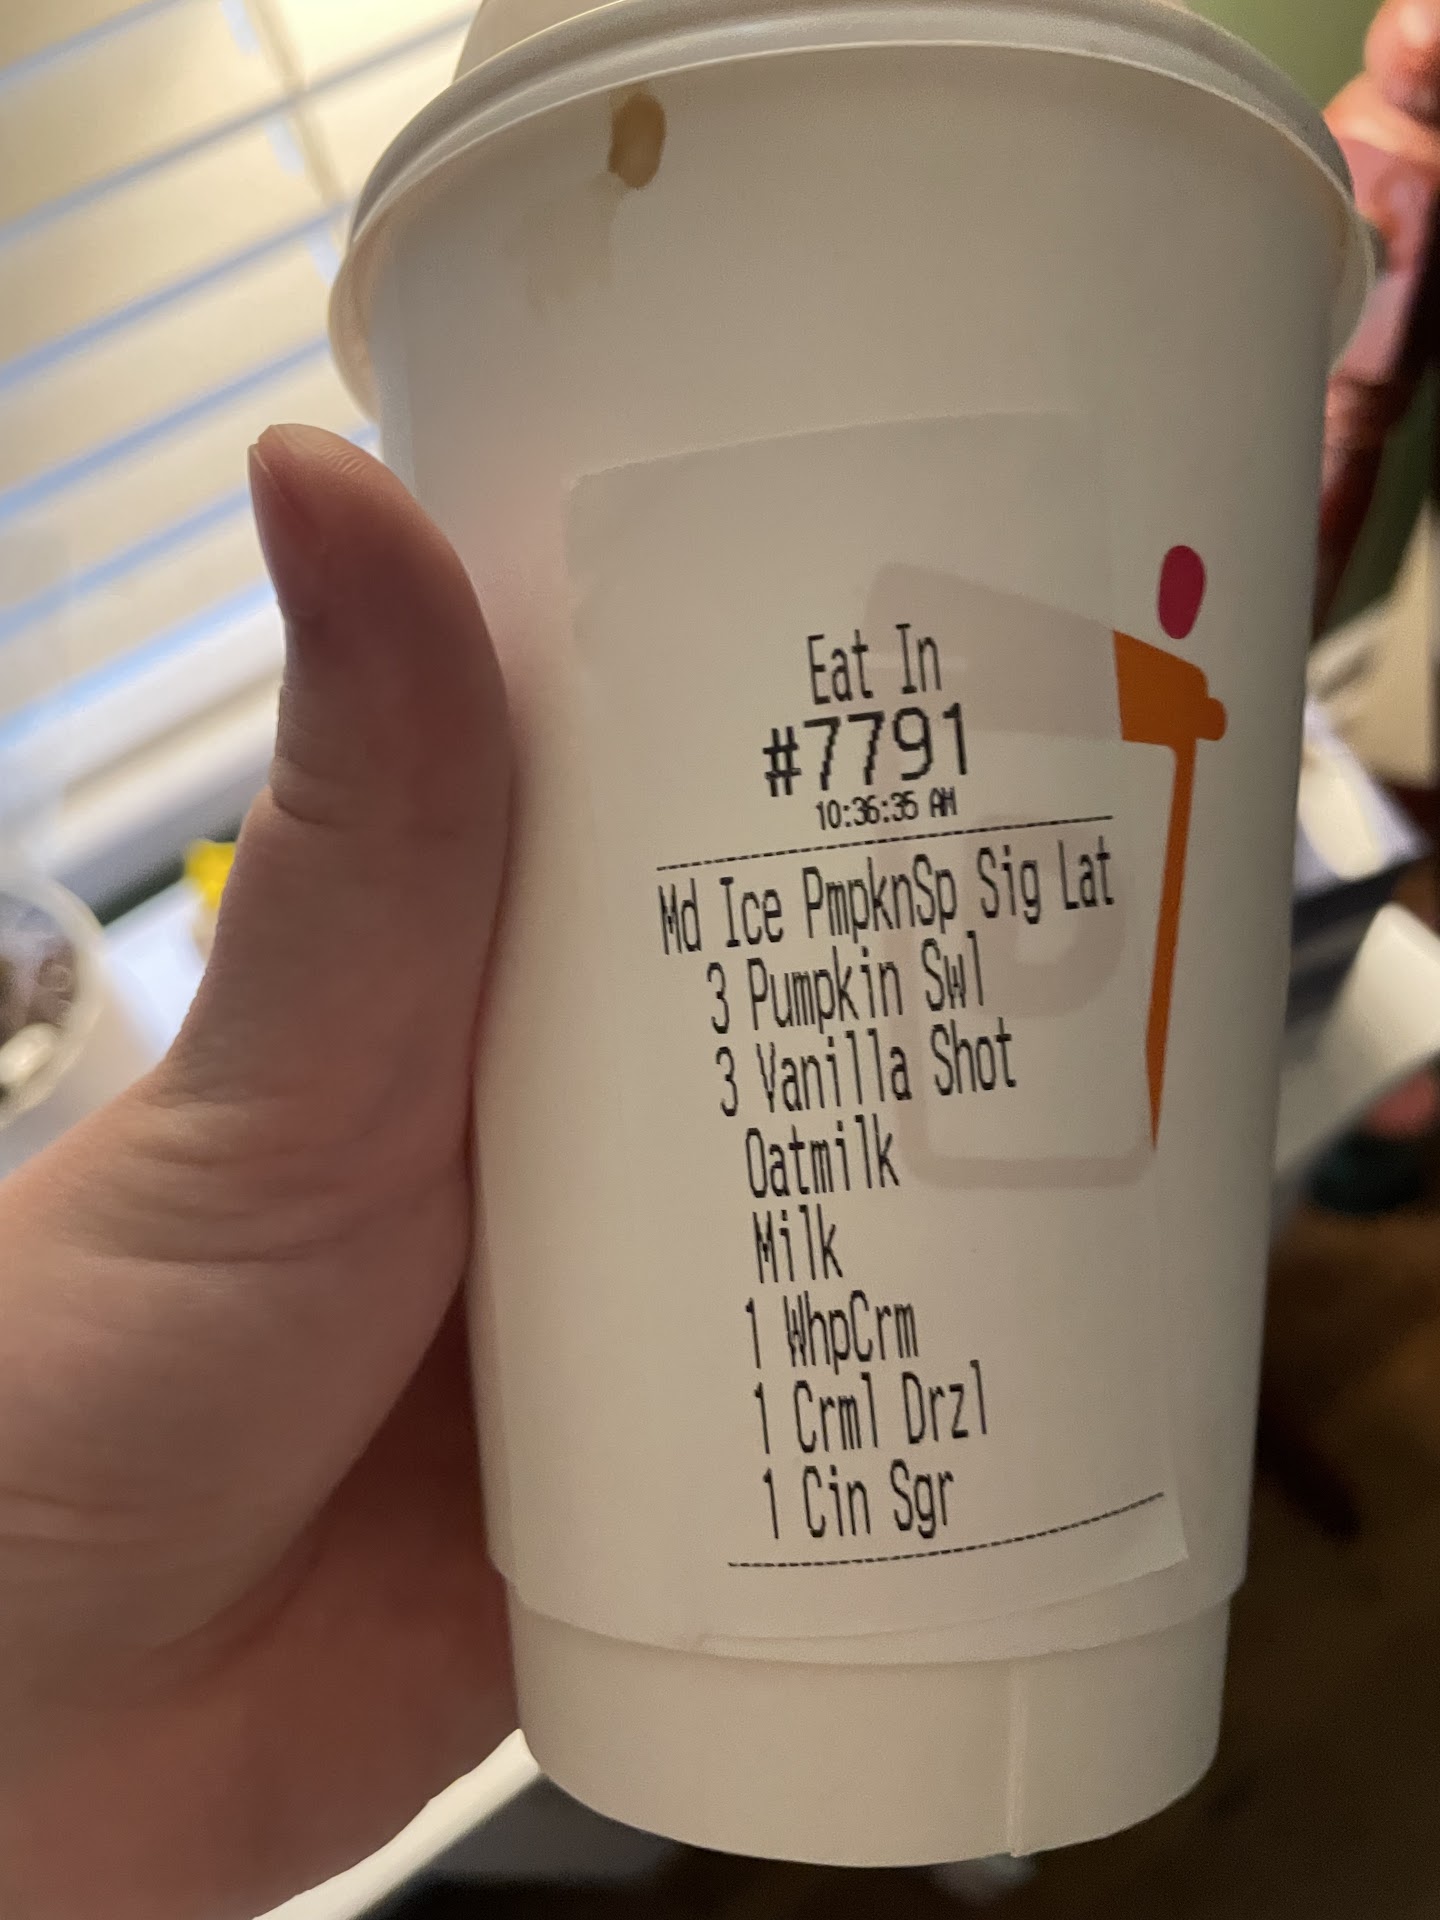 Eat In
#7791
10:36:35 AM
Md Ice PmpknSp Sig Lat
3 Pumpkin Swl
3 Vanilla Shot
Oatmilk
Milk
1 WhpCrm
1 Crml Drzl
1 Cin Sgr